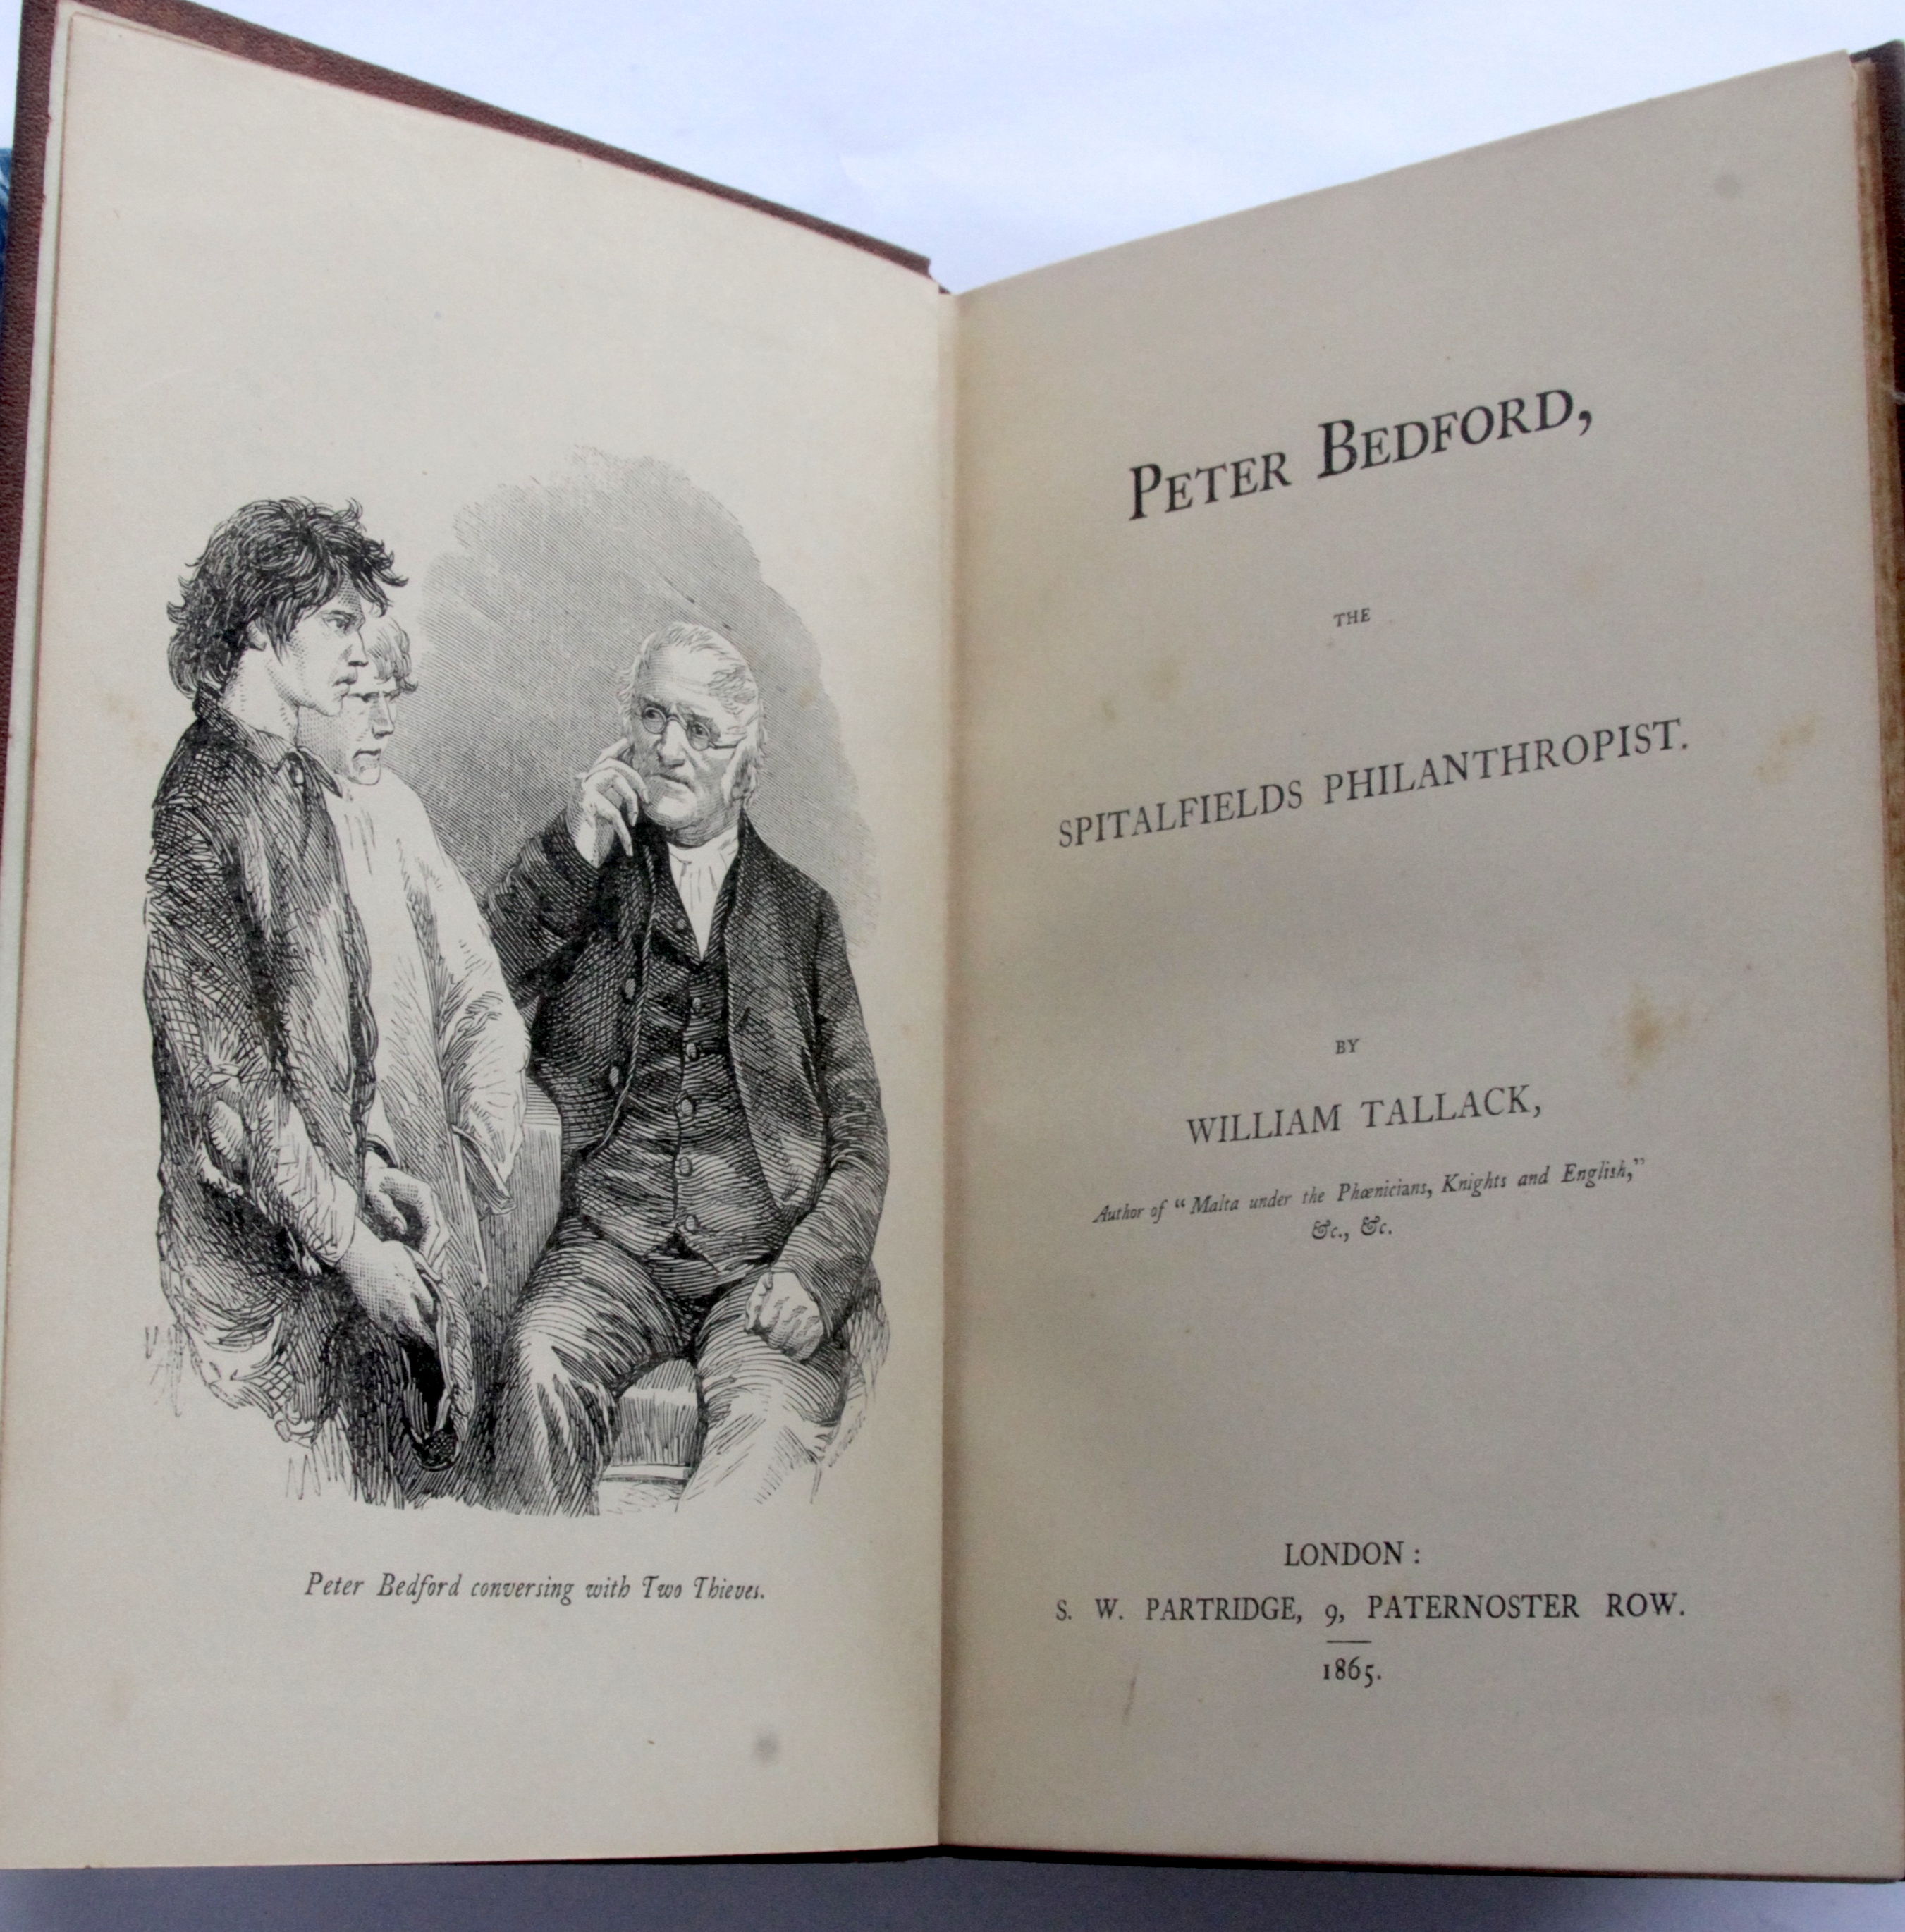 Peter Bedford conversing with Two Thieves.
PETER BEDFORD,
THE
SPITALFIELDS PHILANTHROPIST.
BY
WILLIAM TALLACK,
Author of “Malta under the Phœnicians, Knights and English,”
&c., &c.
LONDON:
S. W. PARTRIDGE, 9, PATERNOSTER ROW.
1865.